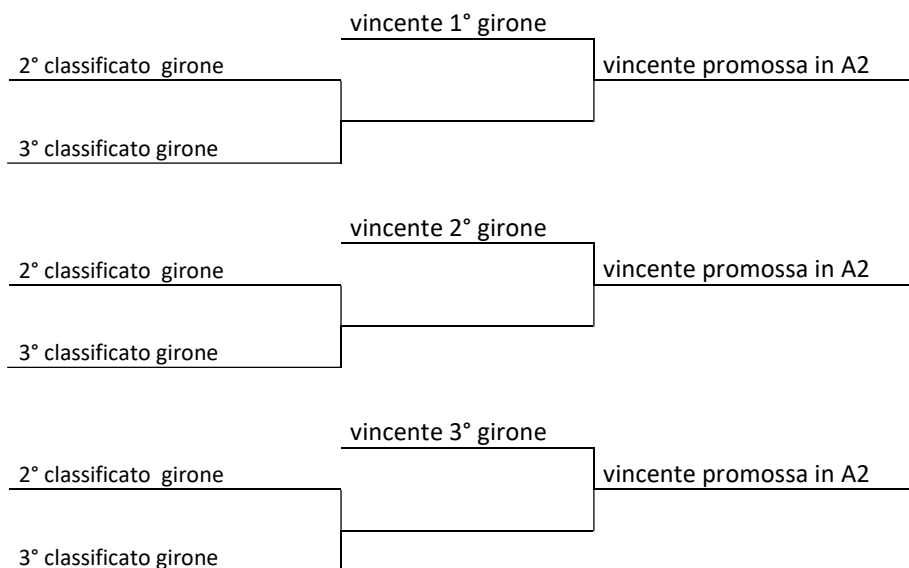 vincente 1° girone
2° classificato  girone
vincente promossa in A2
3° classificato girone
vincente 2° girone
2° classificato  girone
vincente promossa in A2
3° classificato girone
vincente 3° girone
2° classificato  girone
vincente promossa in A2
3° classificato girone